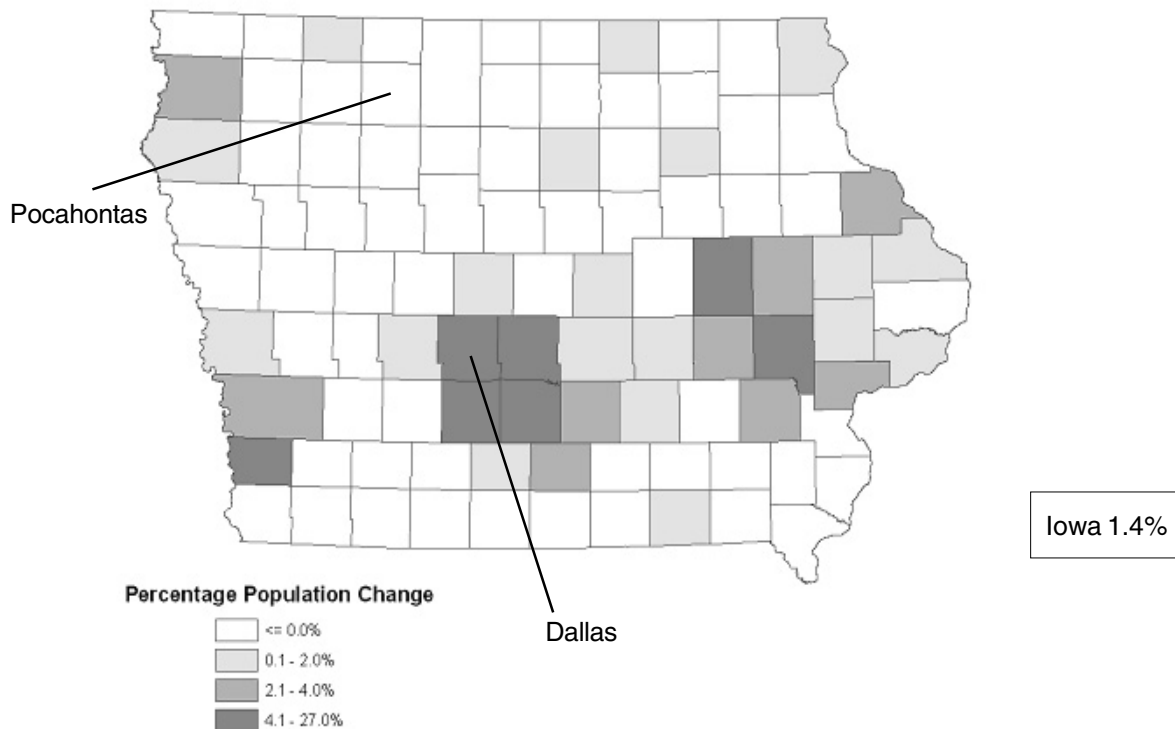 Pocahontas
Iowa 1.4%
Percentage Population Change
<= 0.0%
0.1 - 2.0%
2.1 - 4.0%
4.1 - 27.0%
Dallas